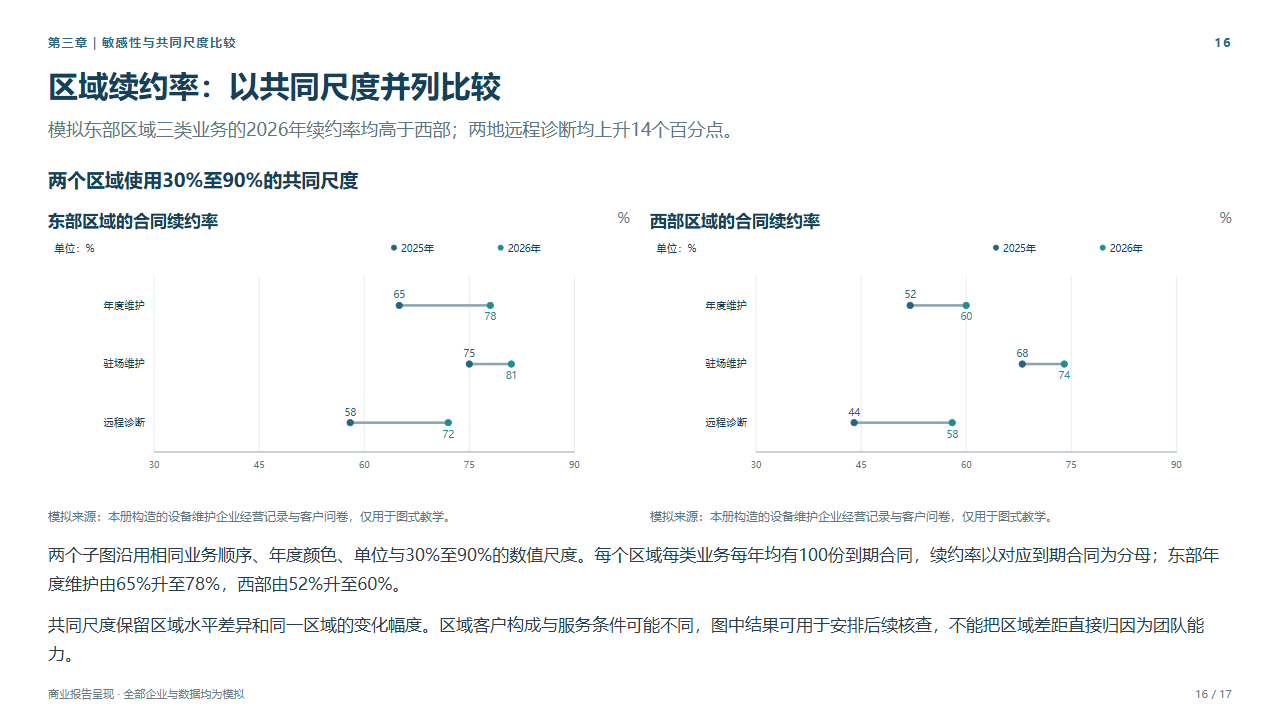 第三章 | 敏感性与共同尺度比较
16
区域续约率：以共同尺度并列比较
模拟东部区域三类业务的2026年续约率均高于西部；两地远程诊断均上升14个百分点。
两个区域使用30%至90%的共同尺度
东部区域的合同续约率
%
单位：%
2025年
2026年
年度维护
65
78
驻场维护
75
81
远程诊断
58
72
30
45
60
75
90
模拟来源：本册构造的设备维护企业经营记录与客户问卷，仅用于图式教学。
西部区域的合同续约率
%
单位：%
2025年
2026年
年度维护
52
60
驻场维护
68
74
远程诊断
44
58
30
45
60
75
90
模拟来源：本册构造的设备维护企业经营记录与客户问卷，仅用于图式教学。
两个子图沿用相同业务顺序、年度颜色、单位与30%至90%的数值尺度。每个区域每类业务每年均有100份到期合同，续约率以对应到期合同为分母；东部年
度维护由65%升至78%，西部由52%升至60%。
共同尺度保留区域水平差异和同一区域的变化幅度。区域客户构成与服务条件可能不同，图中结果可用于安排后续核查，不能把区域差距直接归因为团队能
力。
商业报告呈现 · 全部企业与数据均为模拟
16 / 17